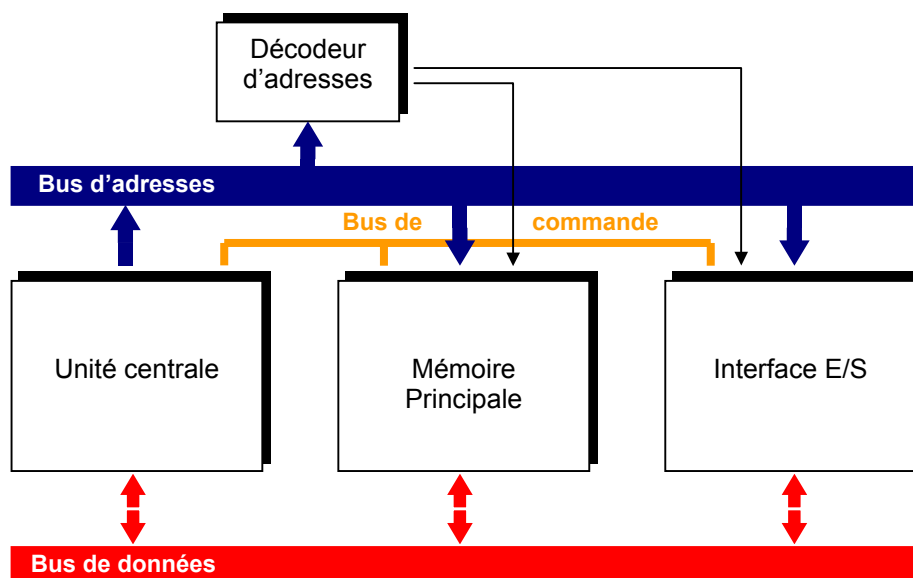 Décodeur
d’adresses
Bus d’adresses
Bus de commande
Unité centrale
Mémoire
Principale
Interface E/S
Bus de données